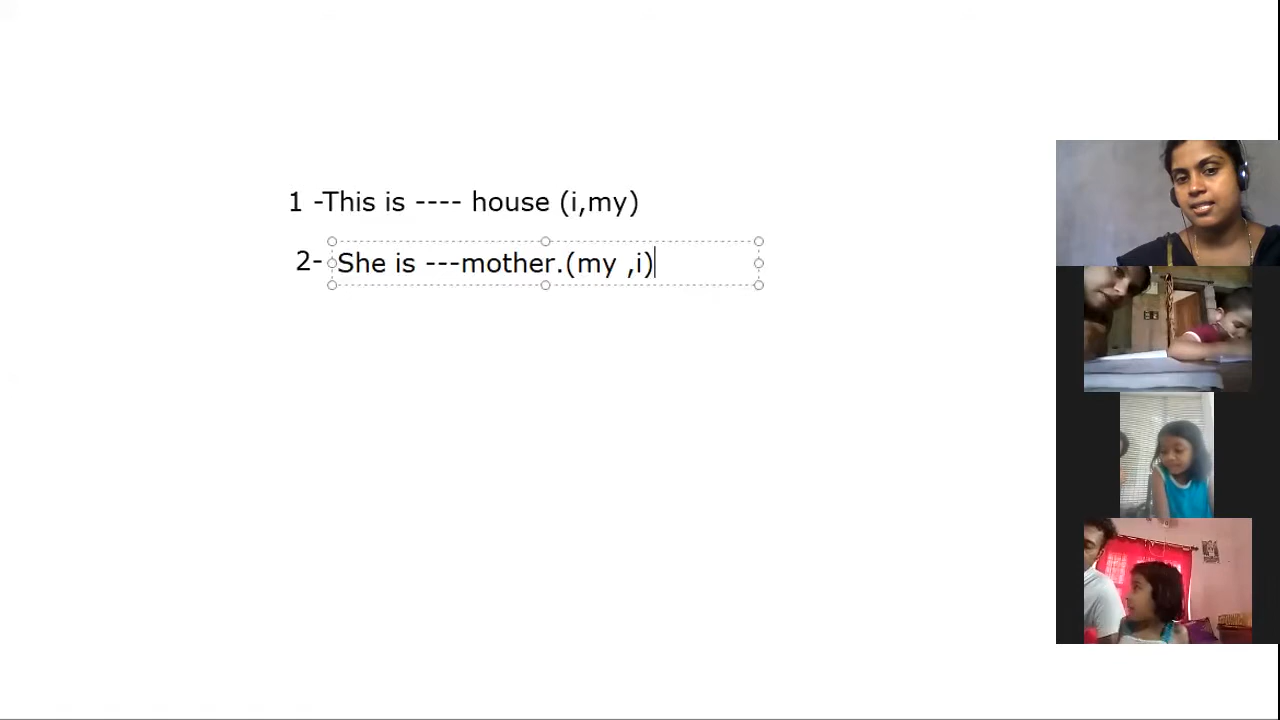 1 -This is ---- house (i,my)
2- She is ---mother.(my ,i)